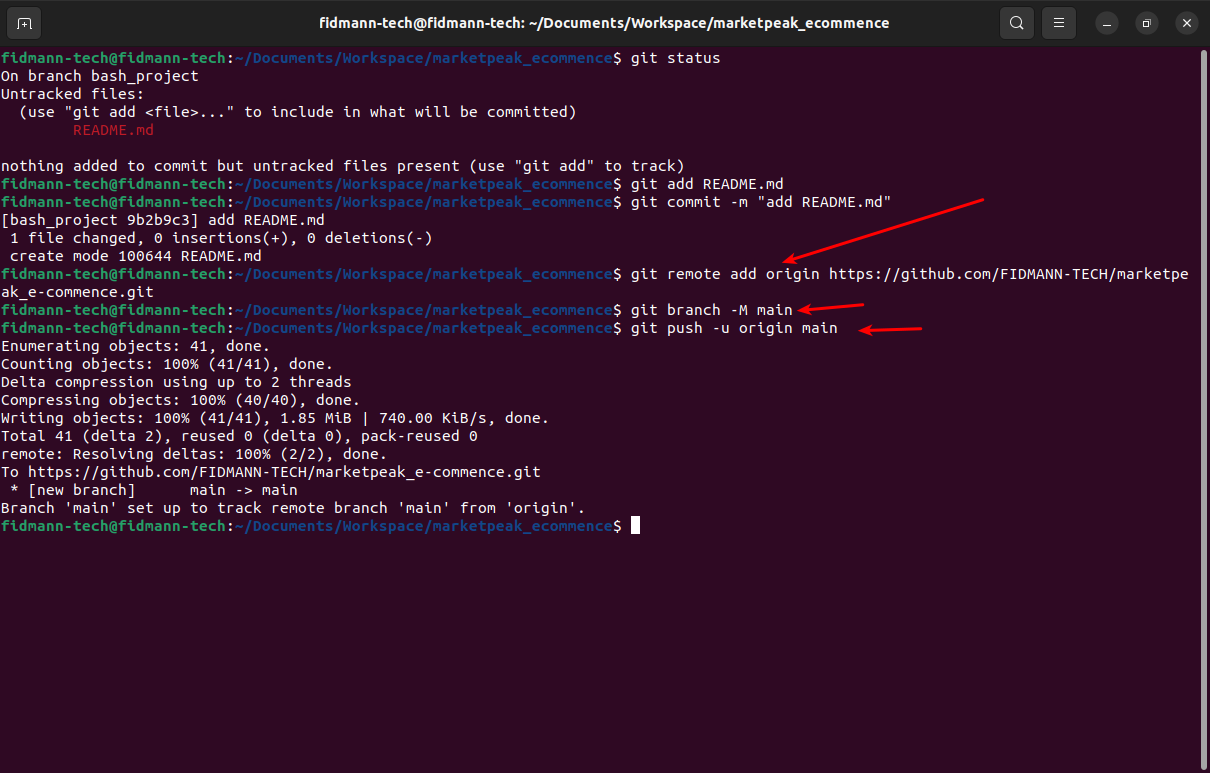 fidmann-tech@fidmann-tech: ~/Documents/Workspace/marketpeak_ecommence
fidmann-tech@fidmann-tech:~/Documents/Workspace/marketpeak_ecommence$ git status
On branch bash_project
Untracked files:
  (use "git add <file>..." to include in what will be committed)
        README.md

nothing added to commit but untracked files present (use "git add" to track)
fidmann-tech@fidmann-tech:~/Documents/Workspace/marketpeak_ecommence$ git add README.md
fidmann-tech@fidmann-tech:~/Documents/Workspace/marketpeak_ecommence$ git commit -m "add README.md"
[bash_project 9b2b9c3] add README.md
 1 file changed, 0 insertions(+), 0 deletions(-)
 create mode 100644 README.md
fidmann-tech@fidmann-tech:~/Documents/Workspace/marketpeak_ecommence$ git remote add origin https://github.com/FIDMANN-TECH/marketpe
ak_e-commence.git
fidmann-tech@fidmann-tech:~/Documents/Workspace/marketpeak_ecommence$ git branch -M main
fidmann-tech@fidmann-tech:~/Documents/Workspace/marketpeak_ecommence$ git push -u origin main
Enumerating objects: 41, done.
Counting objects: 100% (41/41), done.
Delta compression using up to 2 threads
Compressing objects: 100% (40/40), done.
Writing objects: 100% (41/41), 1.85 MiB | 740.00 KiB/s, done.
Total 41 (delta 2), reused 0 (delta 0), pack-reused 0
remote: Resolving deltas: 100% (2/2), done.
To https://github.com/FIDMANN-TECH/marketpeak_e-commence.git
 * [new branch]      main -> main
Branch 'main' set up to track remote branch 'main' from 'origin'.
fidmann-tech@fidmann-tech:~/Documents/Workspace/marketpeak_ecommence$